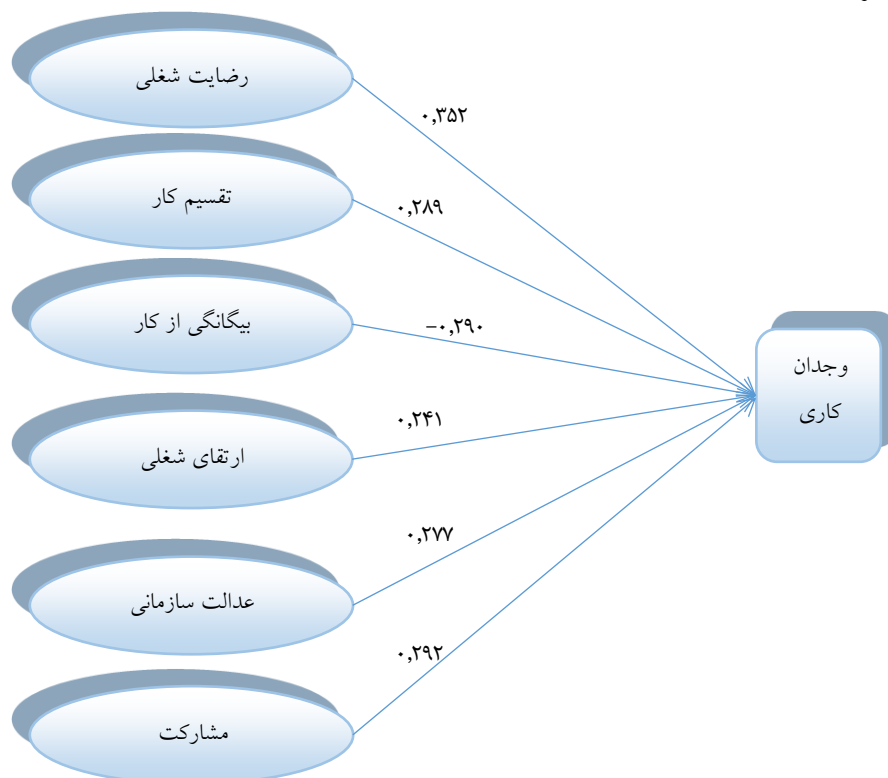 رضایت شغلی
۰,۳۵۲
تقسیم کار
۰,۲۸۹
بیگانگی از کار
-۰,۲۹۰
وجدان
کاری
ارتقای شغلی
۰,۲۴۱
عدالت سازمانی
۰,۲۷۷
مشارکت
۰,۲۹۲